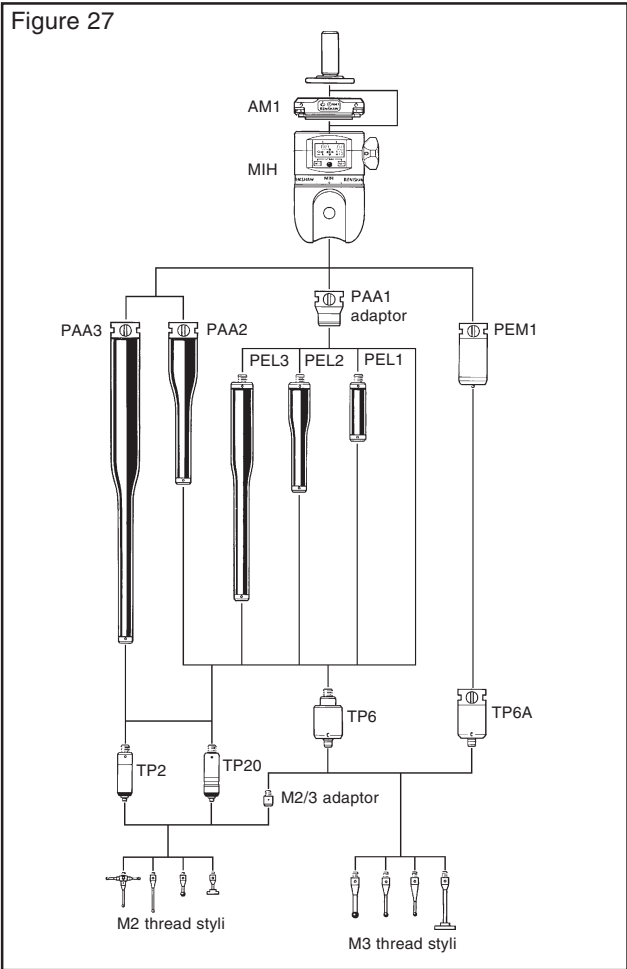 Figure 27
AM1
MIH
PAA1
adaptor
PAA3
PAA2
PEM1
PEL3
PEL2
PEL1
TP6
TP6A
TP2
TP20
M2/3 adaptor
M2 thread styli
M3 thread styli